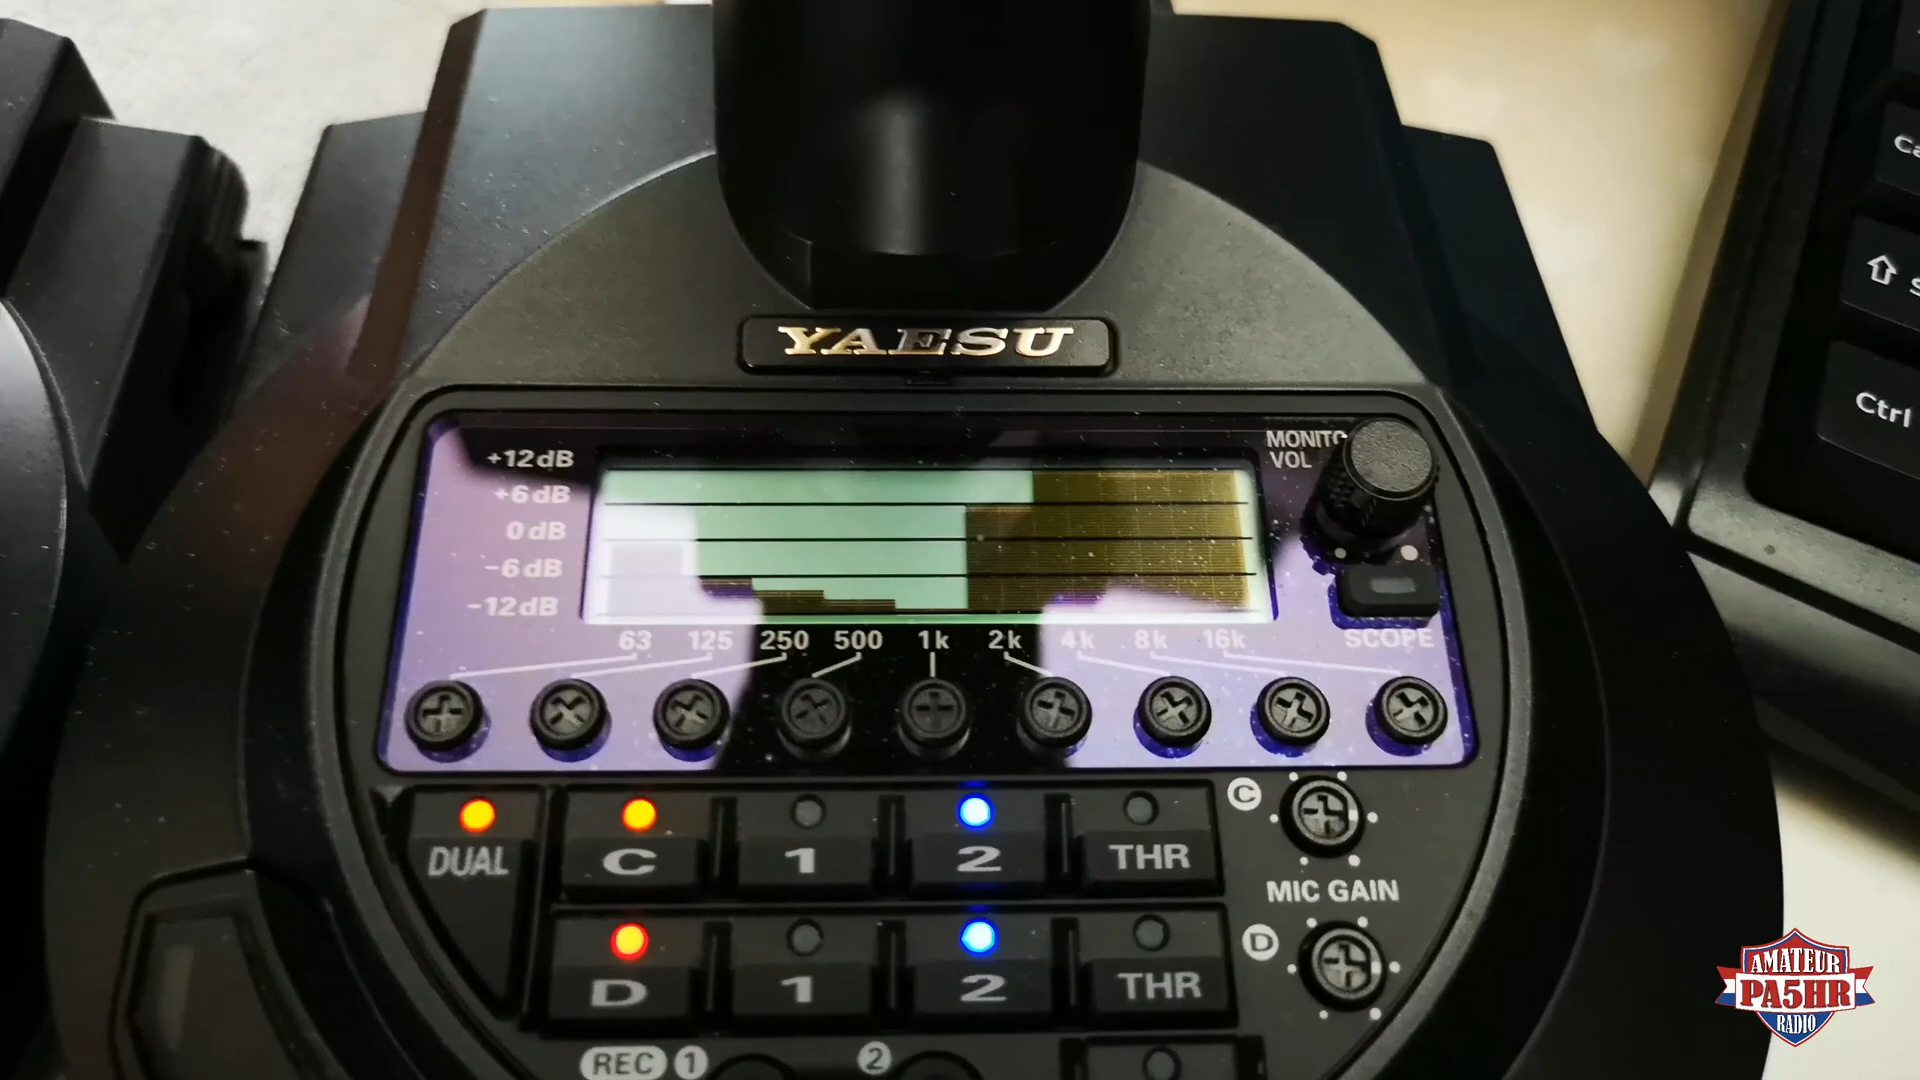 YAESU
MONITO
VOL
+12dB
+6dB
0dB
-6dB
-12dB
63 125 250 500 1k 2k 4k 8k 16k
SCOPE
DUAL C 1 2 THR
C
MIC GAIN
D 1 2 THR
D
REC 1 2
Ctrl
AMATEUR
PA5HR
RADIO